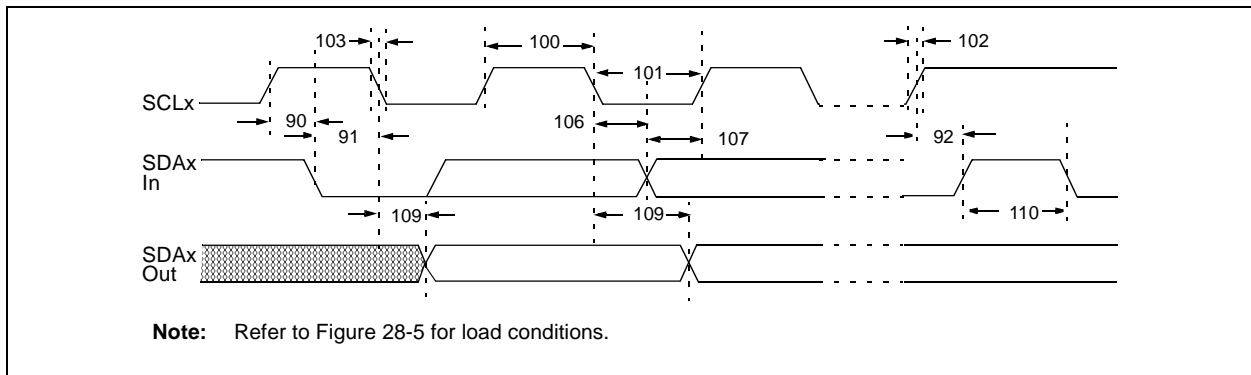 103
100
102
101
SCLx
106
90
91
107
92
SDAx
In
109
109
110
SDAx
Out
Note: Refer to Figure 28-5 for load conditions.